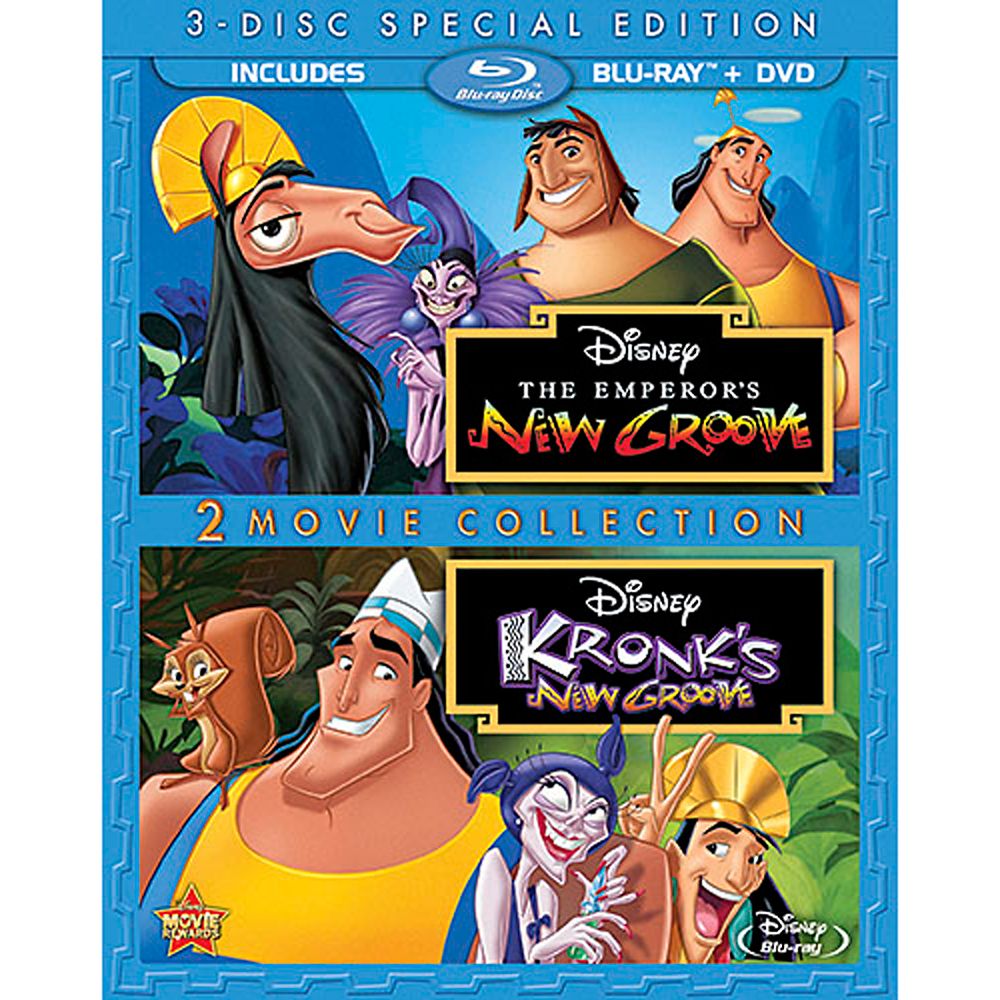 3-DISC SPECIAL EDITION
INCLUDES
Blu-ray Disc
BLU-RAY™ + DVD
Disney
THE EMPEROR'S
NEW GROOVE
2 MOVIE COLLECTION
Disney
KRONK'S
NEW GROOVE
Disney
MOVIE
REWARDS
Disney
Blu-ray